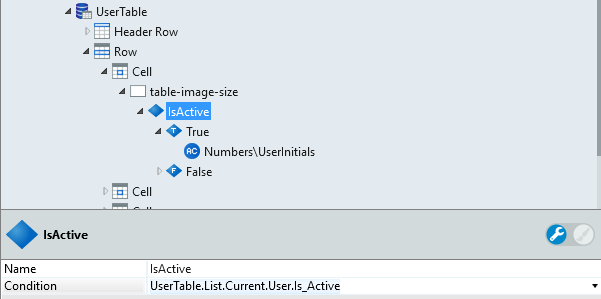 UserTable
Header Row
Row
Cell
table-image-size
IsActive
T True
AC Numbers\UserInitials
F False
Cell
IsActive
Name IsActive
Condition UserTable.List.Current.User.Is_Active